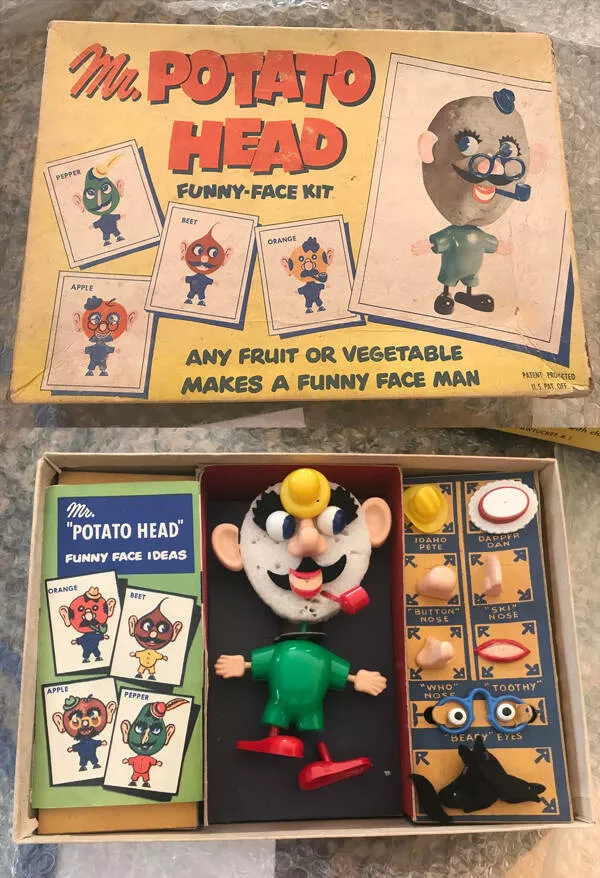 Mr. POTATO
HEAD
FUNNY-FACE KIT
PEPPER
BEET
ORANGE
APPLE
ANY FRUIT OR VEGETABLE
MAKES A FUNNY FACE MAN
PATENT PROTECTED
U.S. PAT. OFF.
Mr.
"POTATO HEAD"
FUNNY FACE IDEAS
ORANGE
BEET
APPLE
PEPPER
IDAHO
PETE
DAPPER
DAN
"BUTTON"
NOSE
"SKI"
NOSE
"WHO"
NOSE
"TOOTHY"
"BEADY" EYES